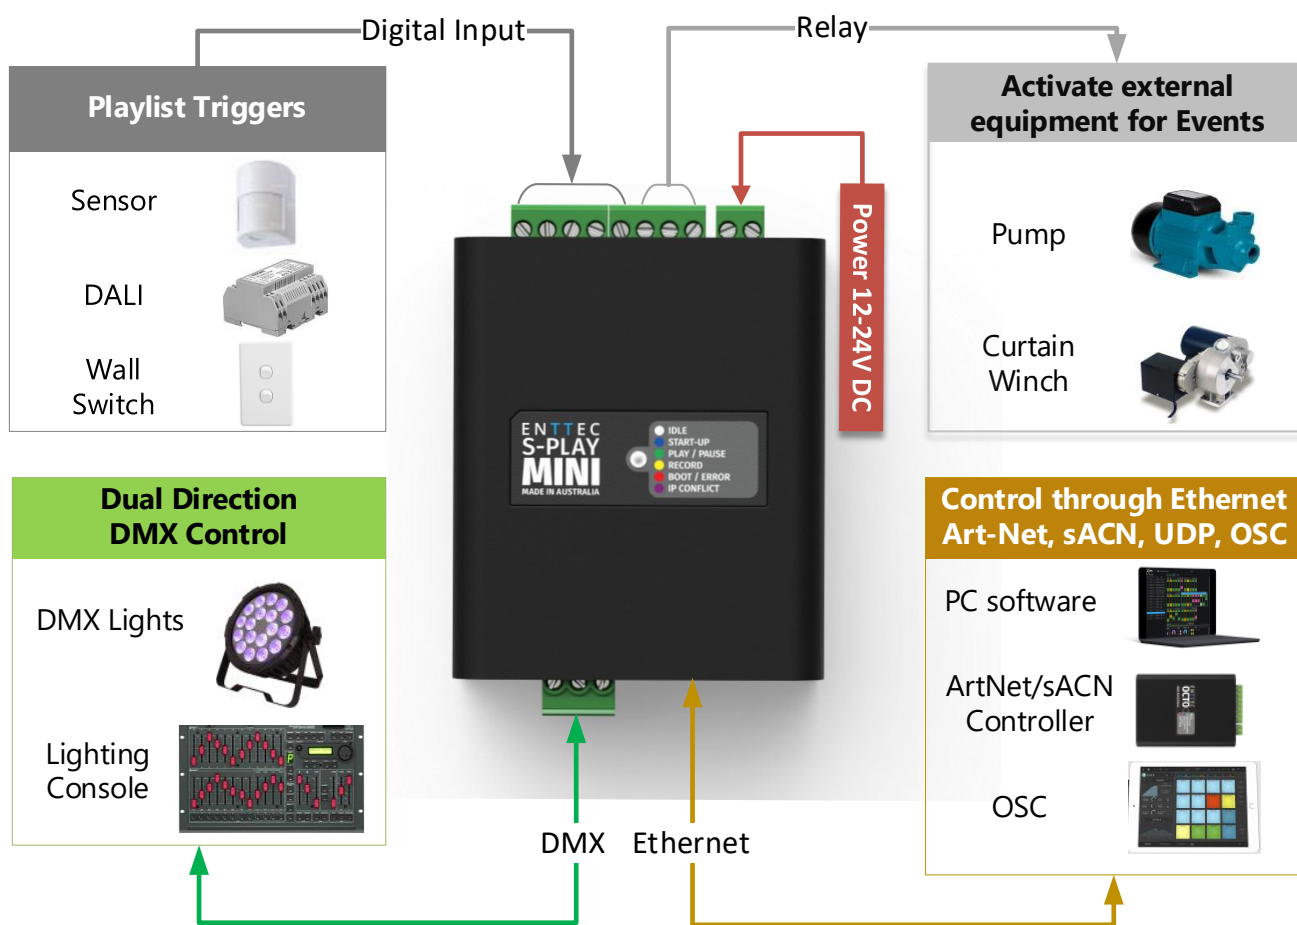 Digital Input
Relay
Playlist Triggers
Sensor
DALI
Wall
Switch
Activate external
equipment for Events
Pump
Curtain
Winch
Power 12-24V DC
ENTTEC
S-PLAY
MINI
MADE IN AUSTRALIA
IDLE
START-UP
PLAY / PAUSE
RECORD
BOOT / ERROR
IP CONFLICT
Dual Direction
DMX Control
DMX Lights
Lighting
Console
Control through Ethernet
Art-Net, sACN, UDP, OSC
PC software
ArtNet/sACN
Controller
ENTTEC
OCTO
OSC
DMX
Ethernet